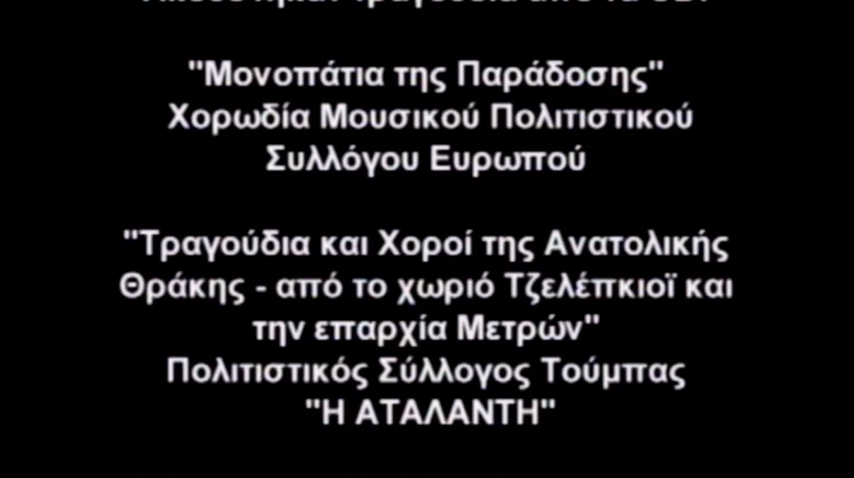 "Μονοπάτια της Παράδοσης"
Χορωδία Μουσικού Πολιτιστικού
Συλλόγου Ευρωπού
"Τραγούδια και Χοροί της Ανατολικής
Θράκης - από το χωριό Τζελέπκιοϊ και
την επαρχία Μετρών"
Πολιτιστικός Σύλλογος Τούμπας
"Η ΑΤΑΛΑΝΤΗ"